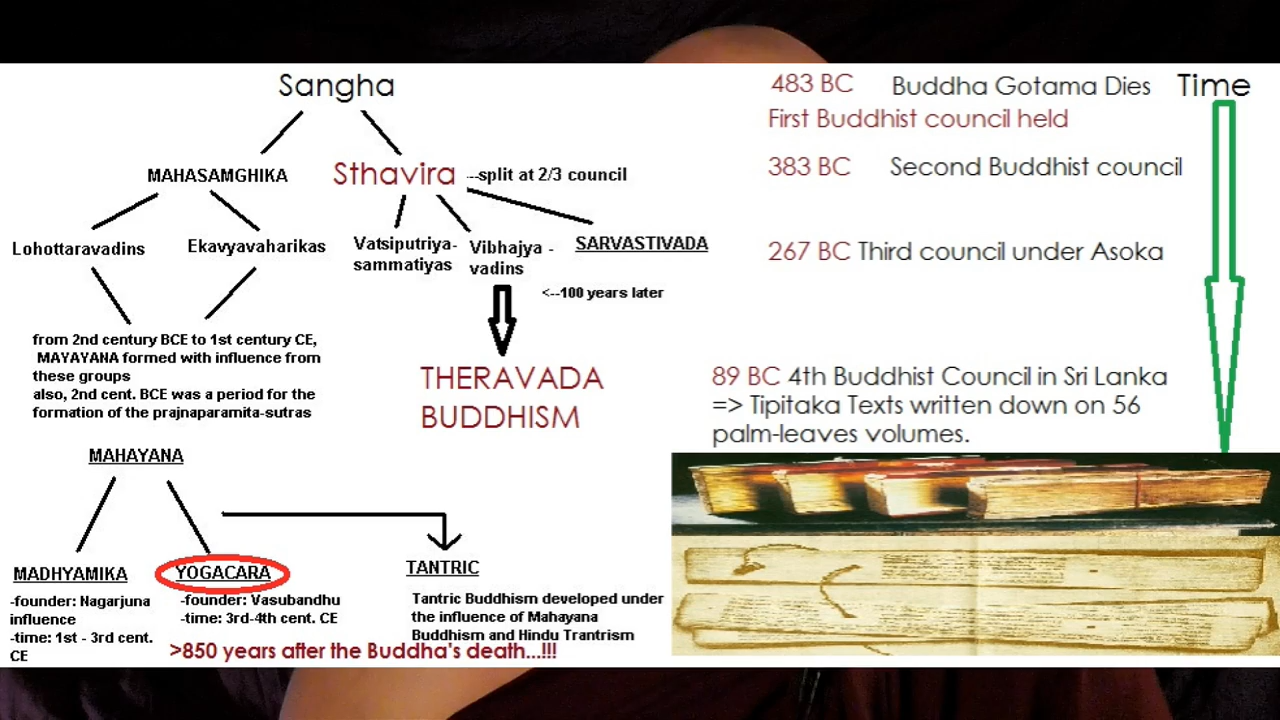 Sangha
MAHASAMGHIKA
Sthavira --split at 2/3 council
Lohottaravadins
Ekavyavaharikas
Vatsiputriya-
sammatiyas
Vibhajya -
vadins
SARVASTIVADA
<--100 years later
from 2nd century BCE to 1st century CE,
MAYAYANA formed with influence from
these groups
also, 2nd cent. BCE was a period for the
formation of the prajnaparamita-sutras
THERAVADA
BUDDHISM
MAHAYANA
MADHYAMIKA
-founder: Nagarjuna
influence
-time: 1st - 3rd cent.
CE
YOGACARA
-founder: Vasubandhu
-time: 3rd-4th cent. CE
>850 years after the Buddha's death...!!!
TANTRIC
Tantric Buddhism developed under
the influence of Mahayana
Buddhism and Hindu Trantrism
483 BC Buddha Gotama Dies
First Buddhist council held
383 BC Second Buddhist council
267 BC Third council under Asoka
89 BC 4th Buddhist Council in Sri Lanka
=> Tipitaka Texts written down on 56
palm-leaves volumes.
Time